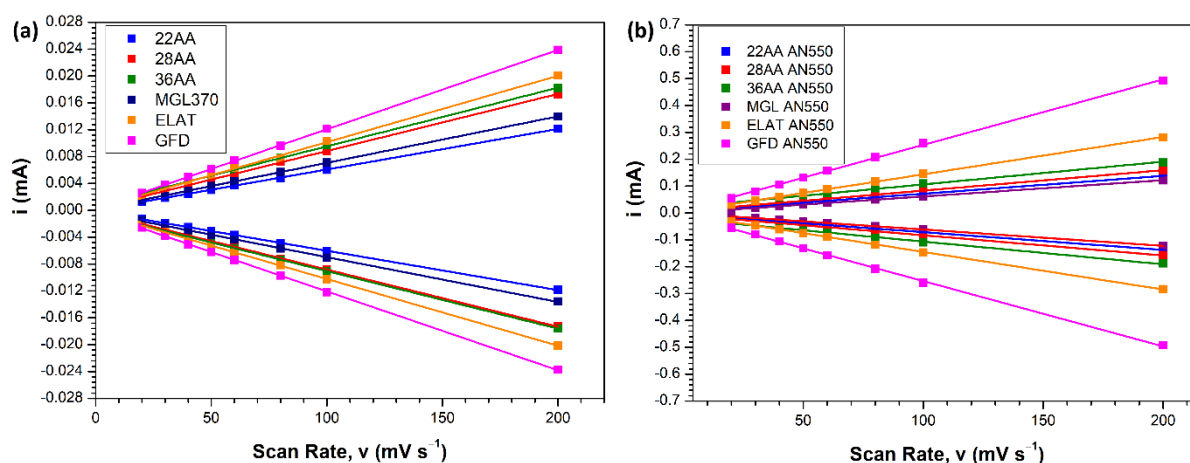 (a)
22AA
28AA
36AA
MGL370
ELAT
GFD
0.028
0.024
0.020
0.016
0.012
0.008
0.004
0.000
-0.004
-0.008
-0.012
-0.016
-0.020
-0.024
-0.028
i (mA)
0 50 100 150 200
Scan Rate, ν (mV s⁻¹)
(b)
22AA AN550
28AA AN550
36AA AN550
MGL AN550
ELAT AN550
GFD AN550
0.7
0.6
0.5
0.4
0.3
0.2
0.1
0.0
-0.1
-0.2
-0.3
-0.4
-0.5
-0.6
-0.7
i (mA)
50 100 150 200
Scan Rate, ν (mV s⁻¹)